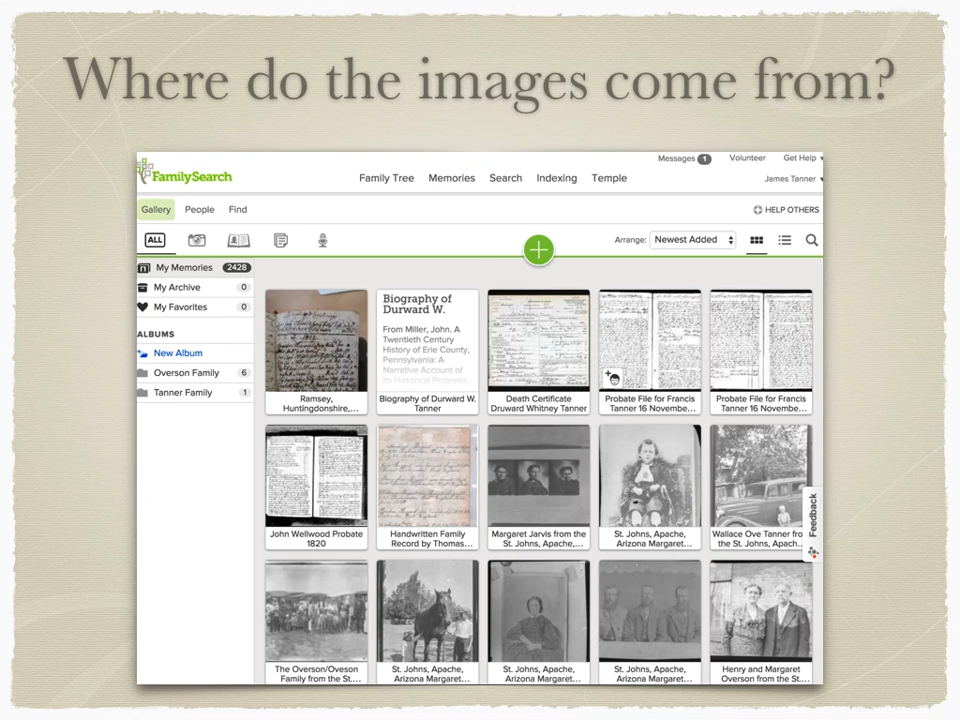 Where do the images come from?
Messages 1 Volunteer Get Help
FamilySearch
Family Tree Memories Search Indexing Temple
James Tanner
Gallery People Find
HELP OTHERS
ALL
Arrange: Newest Added
My Memories 2428
My Archive 0
My Favorites 0
ALBUMS
New Album
Overson Family 6
Tanner Family 1
Biography of
Durward W.
From Miller, John. A
Twentieth Century
History of Erie County,
Pennsylvania: A
Narrative Account of
its Historical Progress,
Ramsey,
Huntingdonshire,...
Biography of Durward W.
Tanner
Death Certificate
Druward Whitney Tanner
Probate File for Francis
Tanner 16 Novembe...
Probate File for Francis
Tanner 16 Novembe...
John Wellwood Probate
1820
Handwritten Family
Record by Thomas...
Margaret Jarvis from the
St. Johns, Apache,...
St. Johns, Apache,
Arizona Margaret...
Wallace Ove Tanner fro
the St. Johns, Apach...
Feedback
The Overson/Oveson
Family from the St....
St. Johns, Apache,
Arizona Margaret...
St. Johns, Apache,
Arizona Margaret...
St. Johns, Apache,
Arizona Margaret...
Henry and Margaret
Overson from the St....